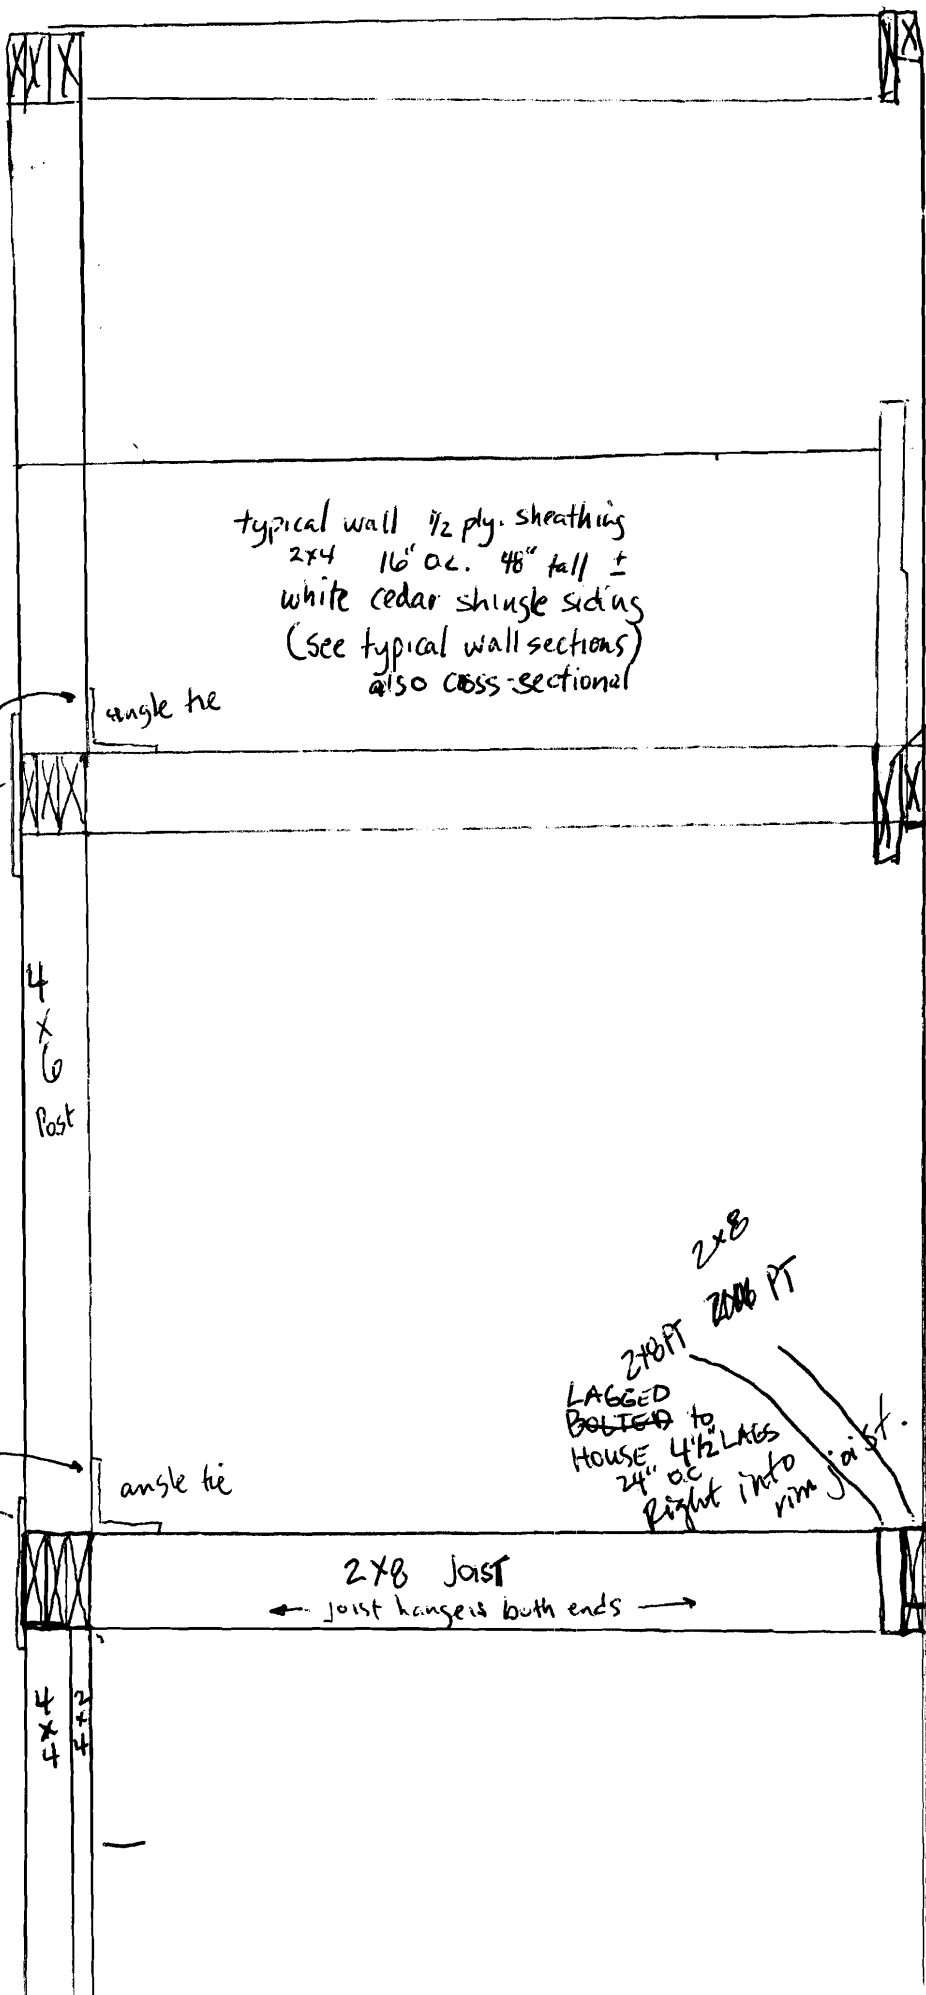 typical wall 1/2 ply. sheathing
2x4 16" o.c. 48" tall ±
white cedar shingle siding
(see typical wall sections)
also cross-sectional
angle tie
4
x
6
Post
2x8
PT
2x8 PT
LAGGED
BOLTED to
HOUSE 4 1/2" LAGS
24" o.c
Right into
rim joist.
angle tie
2x8 Joist
← Joist hangers both ends →
4
x
4
2
x
4